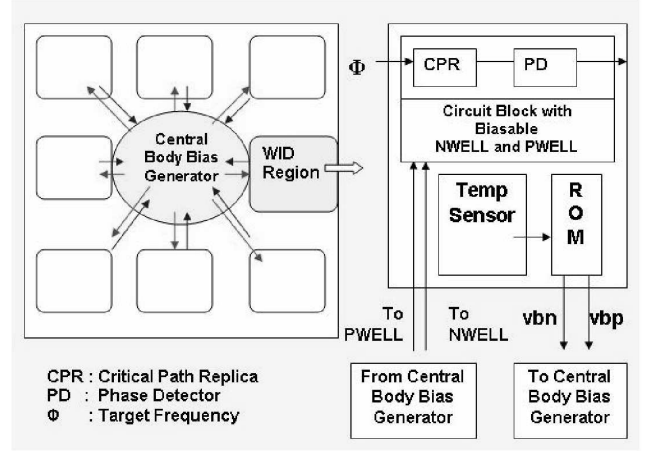 Central
Body Bias
Generator
WID
Region
Φ
CPR
PD
Circuit Block with
Biasable
NWELL and PWELL
Temp
Sensor
R
O
M
To
PWELL
To
NWELL
vbn
vbp
CPR : Critical Path Replica
PD : Phase Detector
Φ : Target Frequency
From Central
Body Bias
Generator
To Central
Body Bias
Generator